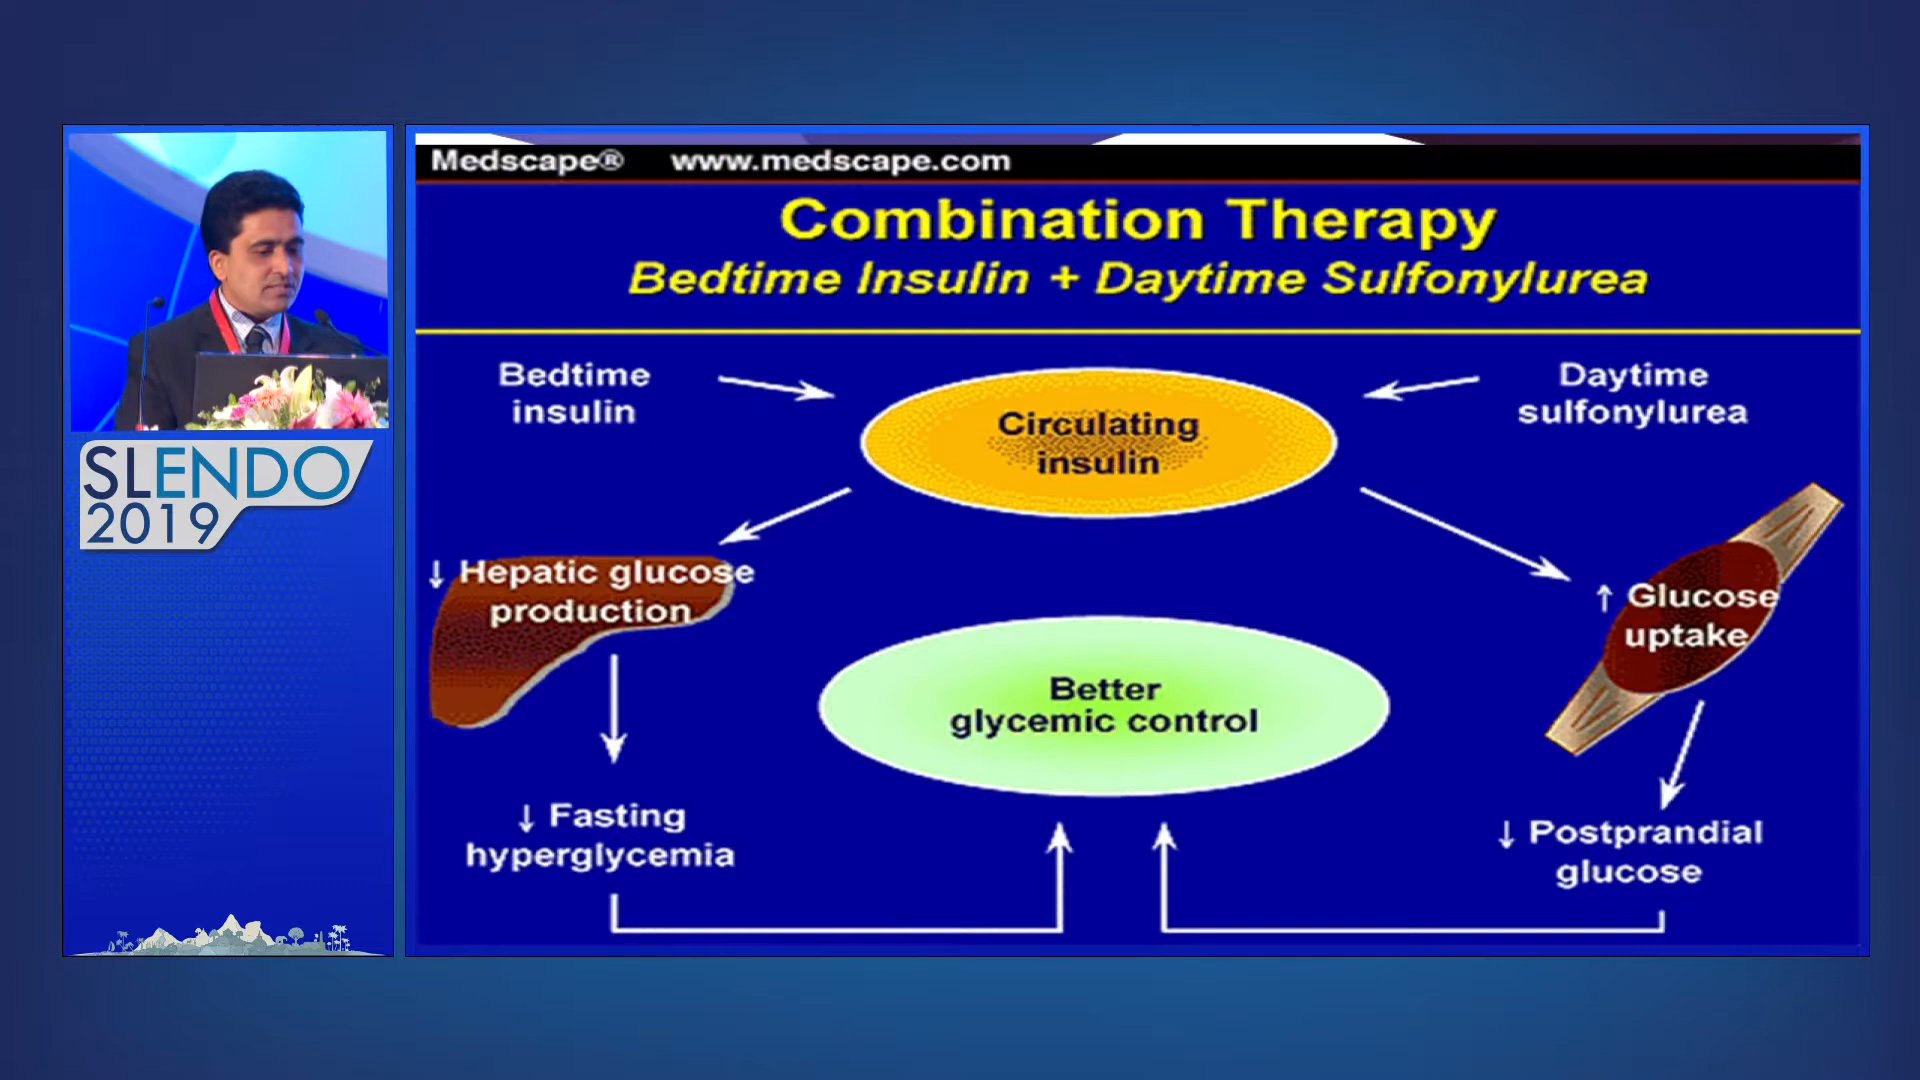 Medscape® www.medscape.com
Combination Therapy
Bedtime Insulin + Daytime Sulfonylurea
Bedtime
insulin
Circulating
insulin
Daytime
sulfonylurea
↓ Hepatic glucose
production
↑ Glucose
uptake
Better
glycemic control
↓ Fasting
hyperglycemia
↓ Postprandial
glucose
SLENDO
2019